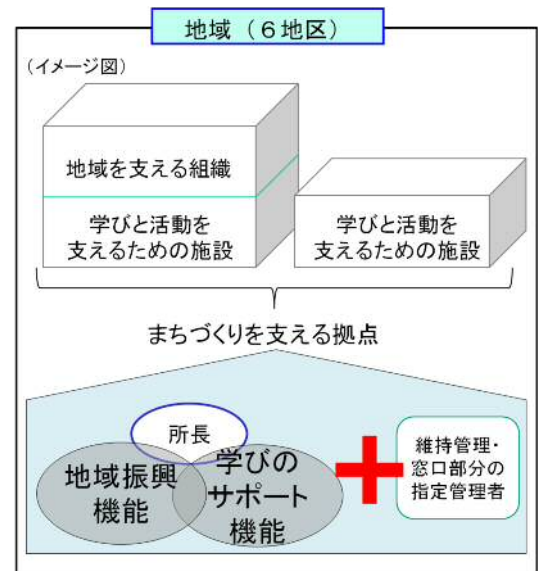 地域（６地区）
（イメージ図）
地域を支える組織
学びと活動を
支えるための施設
学びと活動を
支えるための施設
まちづくりを支える拠点
所長
地域振興
機能
学びの
サポート
機能
維持管理・
窓口部分の
指定管理者